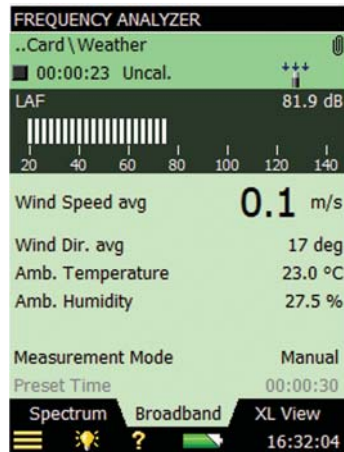 FREQUENCY ANALYZER
..Card\Weather
00:00:23 Uncal.
LAF 81.9 dB
20 40 60 80 100 120 140
Wind Speed avg 0.1 m/s
Wind Dir. avg 17 deg
Amb. Temperature 23.0 °C
Amb. Humidity 27.5 %
Measurement Mode Manual
Preset Time 00:00:30
Spectrum Broadband XL View
? 16:32:04